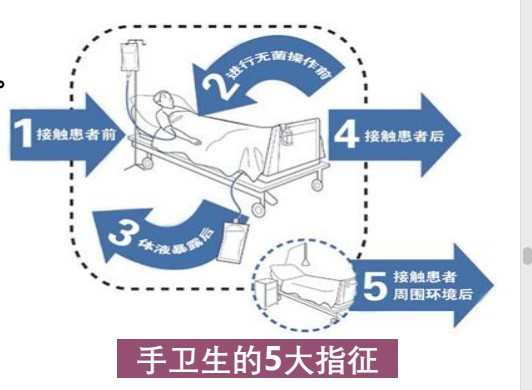 。
2 进行无菌操作前
1 接触患者前
4 接触患者后
3 体液暴露后
5 接触患者
周围环境后
手卫生的5大指征